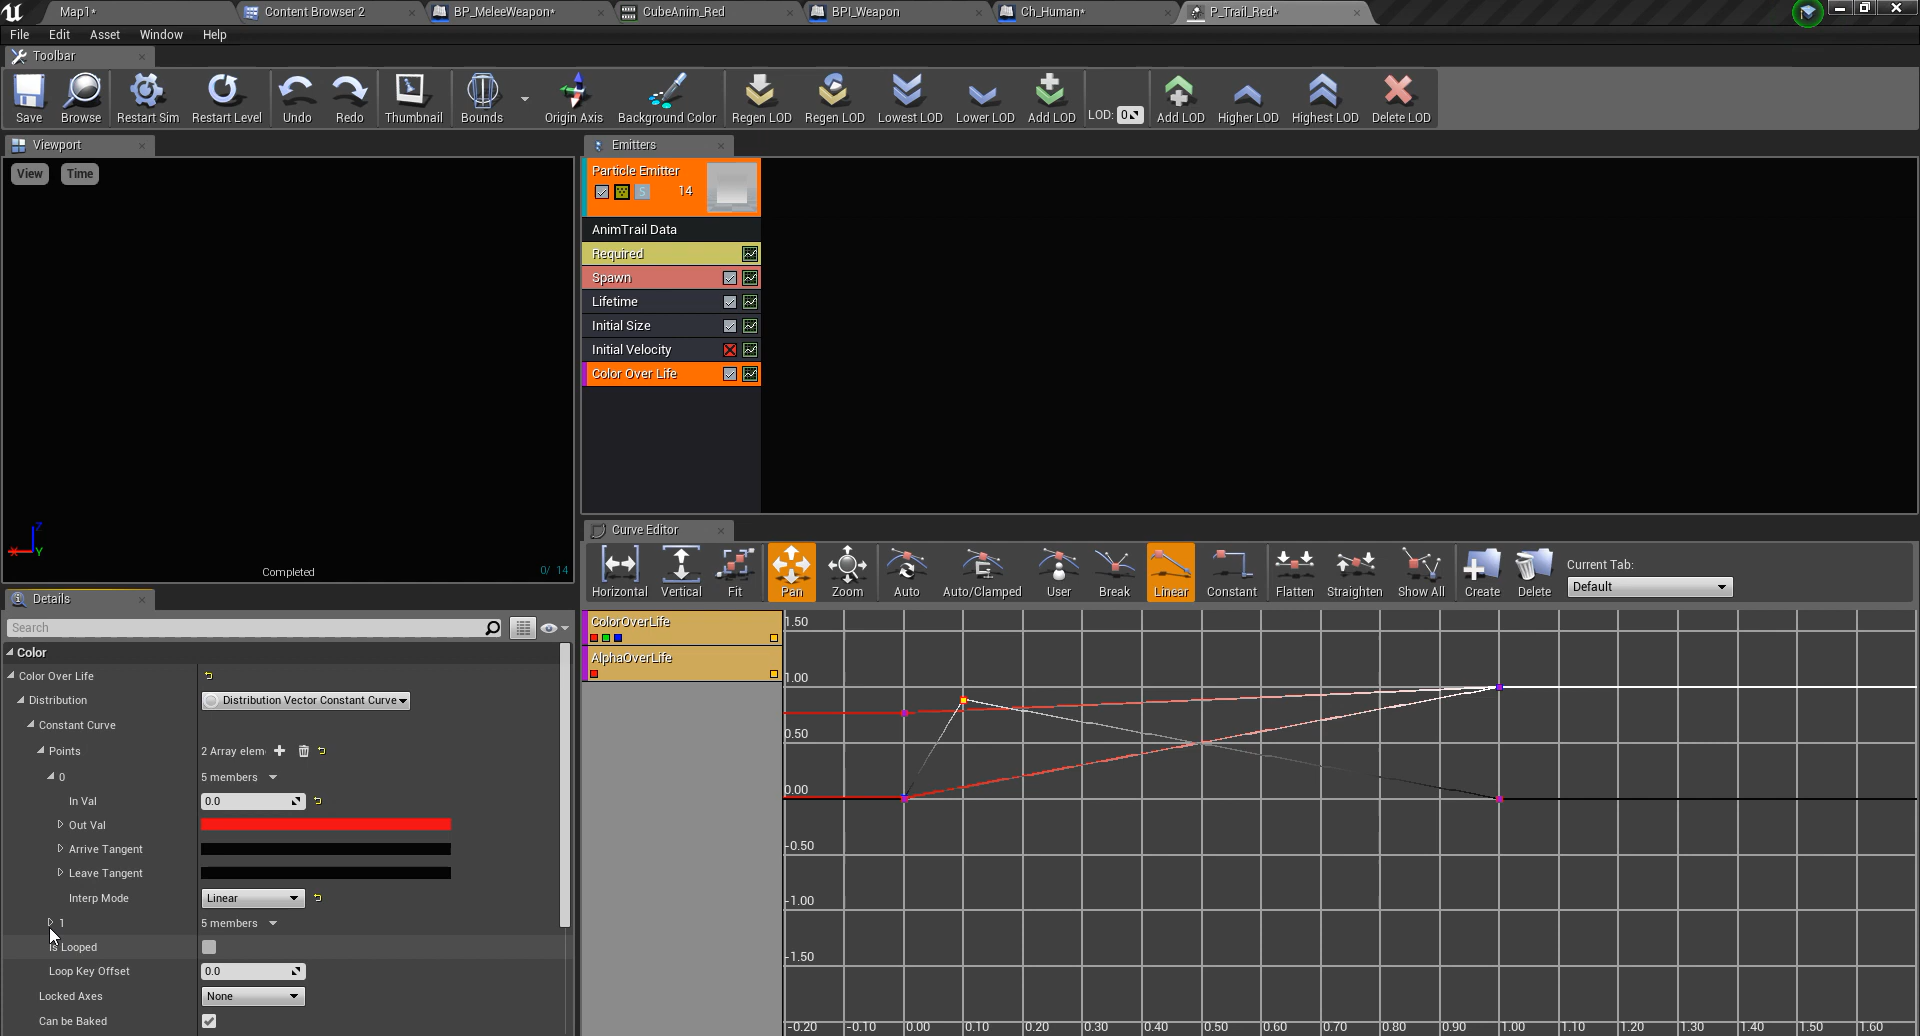 Map1*
Content Browser 2
BP_MeleeWeapon*
CubeAnim_Red
BPI_Weapon
Ch_Human*
P_Trail_Red*
File Edit Asset Window Help
Toolbar
Save Browse Restart Sim Restart Level Undo Redo Thumbnail Bounds Origin Axis Background Color Regen LOD Regen LOD Lowest LOD Lower LOD Add LOD LOD: 0 Add LOD Higher LOD Highest LOD Delete LOD
Viewport
View Time
Completed
0/ 14
X Y Z
Emitters
Particle Emitter
S 14
AnimTrail Data
Required
Spawn
Lifetime
Initial Size
Initial Velocity
Color Over Life
Curve Editor
Horizontal Vertical Fit Pan Zoom Auto Auto/Clamped User Break Linear Constant Flatten Straighten Show All Create Delete
Current Tab:
Default
ColorOverLife
AlphaOverLife
1.50
1.00
0.50
0.00
-0.50
-1.00
-1.50
-0.20 -0.10 0.00 0.10 0.20 0.30 0.40 0.50 0.60 0.70 0.80 0.90 1.00 1.10 1.20 1.30 1.40 1.50 1.60
Details
Search
Color
Color Over Life
Distribution Distribution Vector Constant Curve
Constant Curve
Points 2 Array elem
0 5 members
In Val 0.0
Out Val
Arrive Tangent
Leave Tangent
Interp Mode Linear
1 5 members
Is Looped
Loop Key Offset 0.0
Locked Axes None
Can be Baked